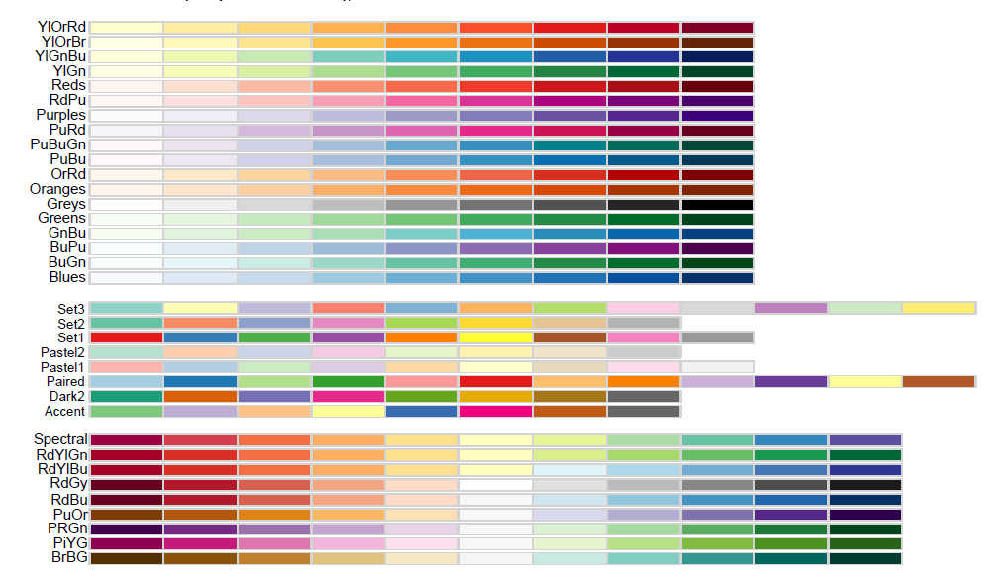 YlOrRd
YlOrBr
YlGnBu
YlGn
Reds
RdPu
Purples
PuRd
PuBuGn
PuBu
OrRd
Oranges
Greys
Greens
GnBu
BuPu
BuGn
Blues
Set3
Set2
Set1
Pastel2
Pastel1
Paired
Dark2
Accent
Spectral
RdYlGn
RdYlBu
RdGy
RdBu
PuOr
PRGn
PiYG
BrBG